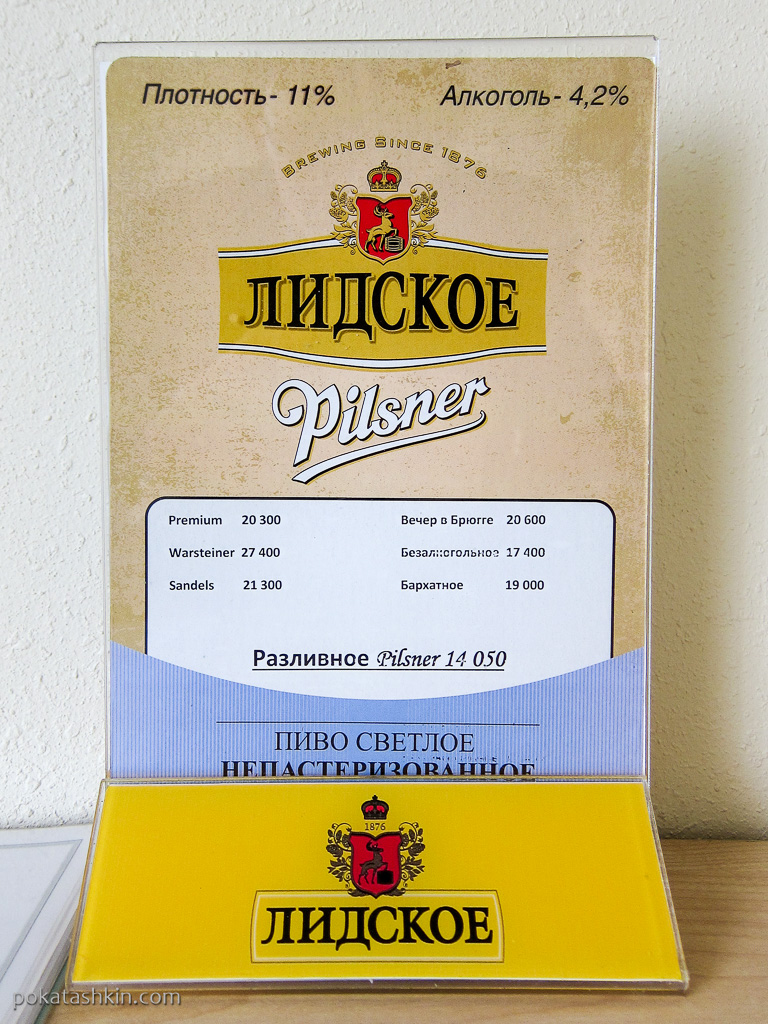 Плотность- 11% Алкоголь- 4,2%
BREWING SINCE 1876
ЛИДСКОЕ
Pilsner
Premium 20 300 Вечер в Брюгге 20 600
Warsteiner 27 400 Безалкогольное 17 400
Sandels 21 300 Бархатное 19 000
Разливное Pilsner 14 050
ПИВО СВЕТЛОЕ
НЕПАСТЕРИЗОВАННОЕ
1876
ЛИДСКОЕ
pokatashkin.com